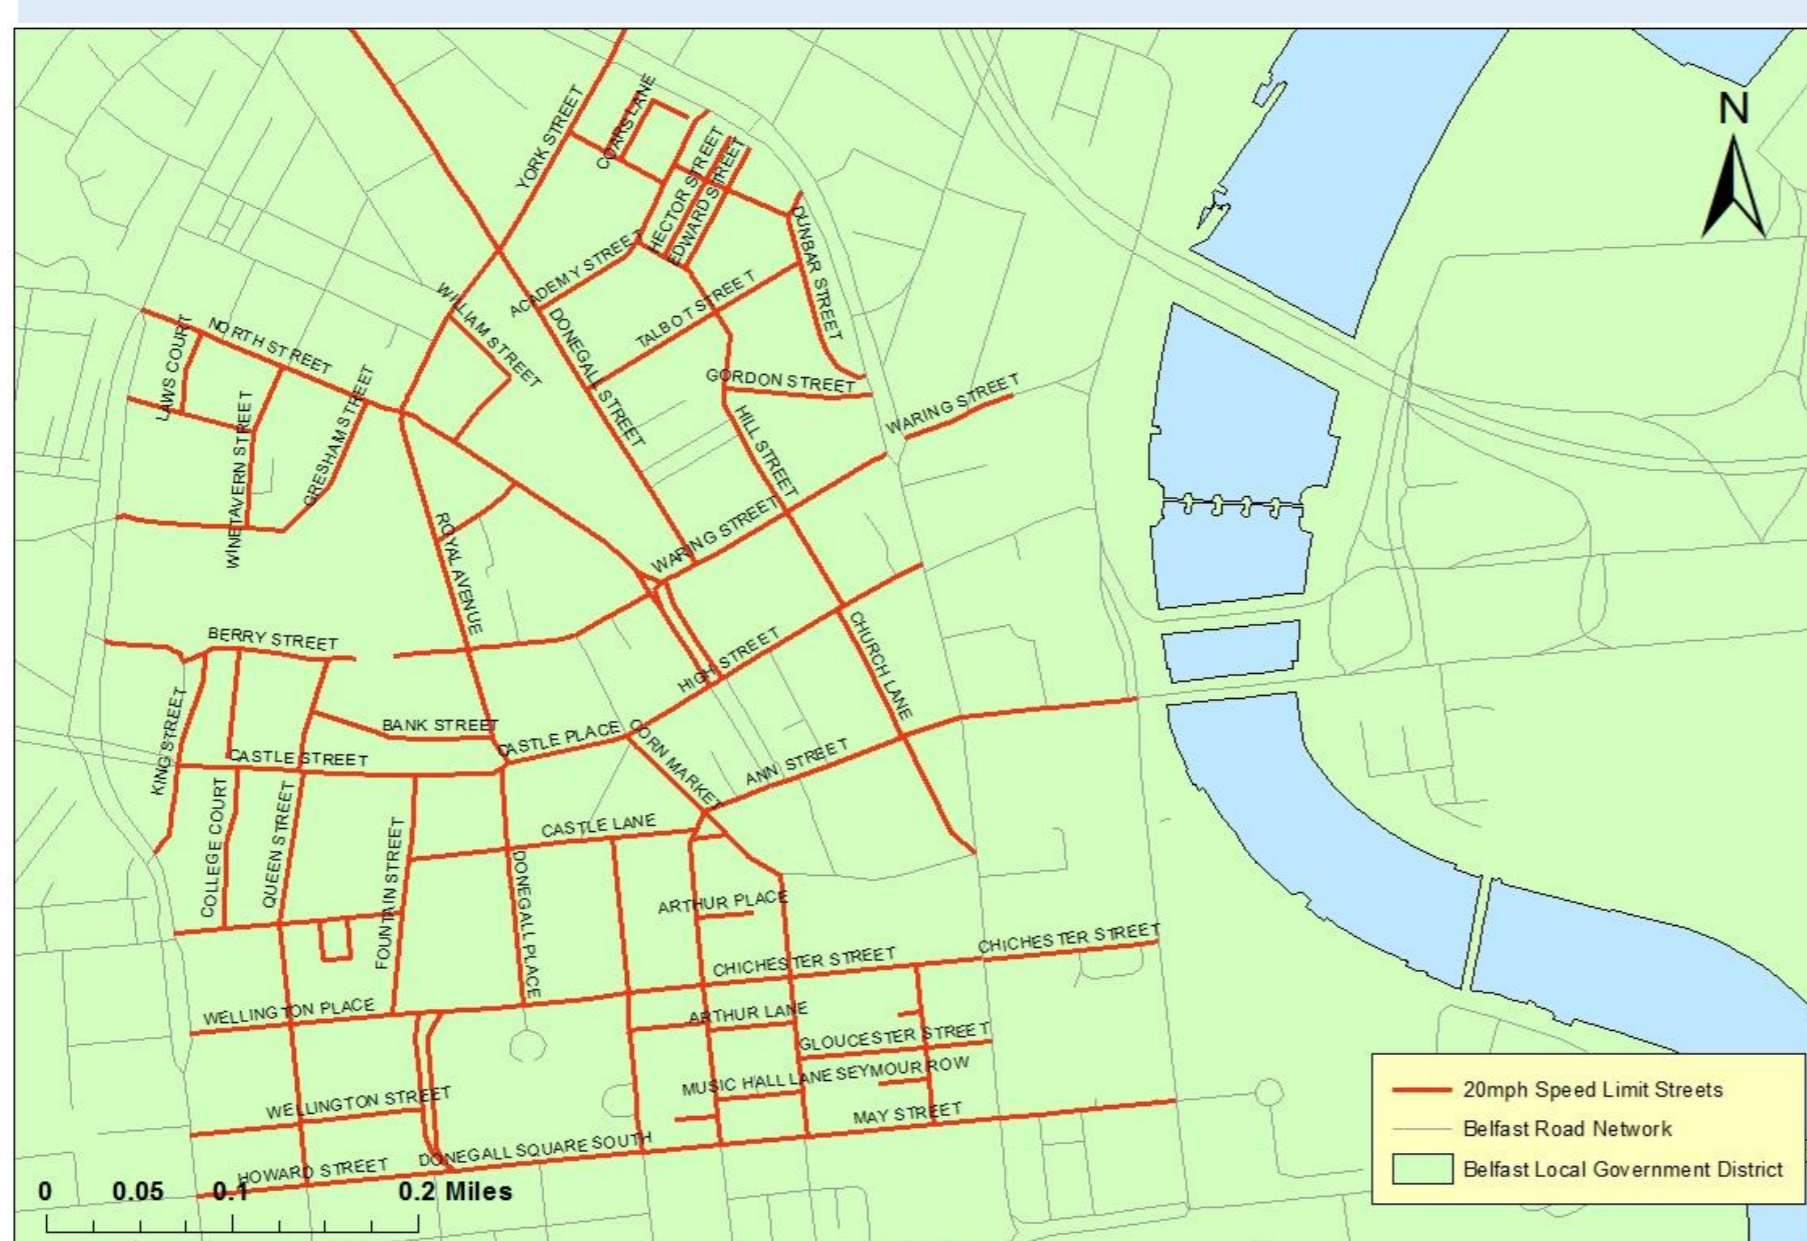 N
YORK STREET
COARS LANE
HECTOR STREET
EDWARD STREET
DUNBAR STREET
ACADEMY STREET
TALBOT STREET
WILLIAM STREET
DONEGALL STREET
NORTH STREET
LAWS COURT
GORDON STREET
WARING STREET
WINETAVERN STREET
GRESHAM STREET
HILL STREET
WARING STREET
ROYAL AVENUE
BERRY STREET
HIGH STREET
CHURCH LANE
KING STREET
BANK STREET
CASTLE PLACE
CORN MARKET
CASTLE STREET
ANN STREET
COLLEGE COURT
QUEEN STREET
FOUNTAIN STREET
CASTLE LANE
DONEGALL PLACE
ARTHUR PLACE
CHICHESTER STREET
CHICHESTER STREET
WELLINGTON PLACE
ARTHUR LANE
GLOUCESTER STREET
MUSIC HALL LANE
SEYMOUR ROW
WELLINGTON STREET
MAY STREET
DONEGALL SQUARE SOUTH
HOWARD STREET
0 0.05 0.1 0.2 Miles
20mph Speed Limit Streets
Belfast Road Network
Belfast Local Government District